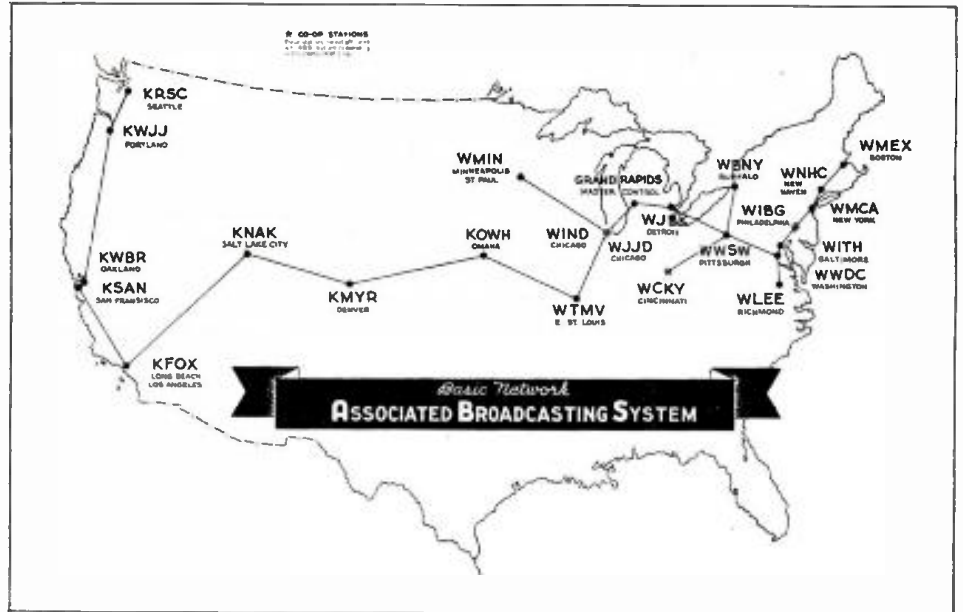 CO-OP STATIONS
KRSC
SEATTLE
KWJJ
PORTLAND
KWBR
OAKLAND
KSAN
SAN FRANSISCO
KFOX
LONG BEACH
LOS ANGELES
KNAK
SALT LAKE CITY
KMYR
DENVER
KOWH
OMAHA
WMIN
MINNEAPOLIS
ST PAUL
WIND
CHICAGO
WJJD
CHICAGO
WTMV
E. ST. LOUIS
GRAND RAPIDS
MASTER CONTROL
DETROIT
WBNY
BUFFALO
WWSW
PITTSBURGH
WCKY
CINCINNATI
WLEE
RICHMOND
WIBG
PHILADELPHIA
WNHC
NEW
HAVEN
WMEX
BOSTON
WMCA
NEW YORK
WITH
BALTIMORE
WWDC
WASHINGTON
Basic Network
ASSOCIATED BROADCASTING SYSTEM